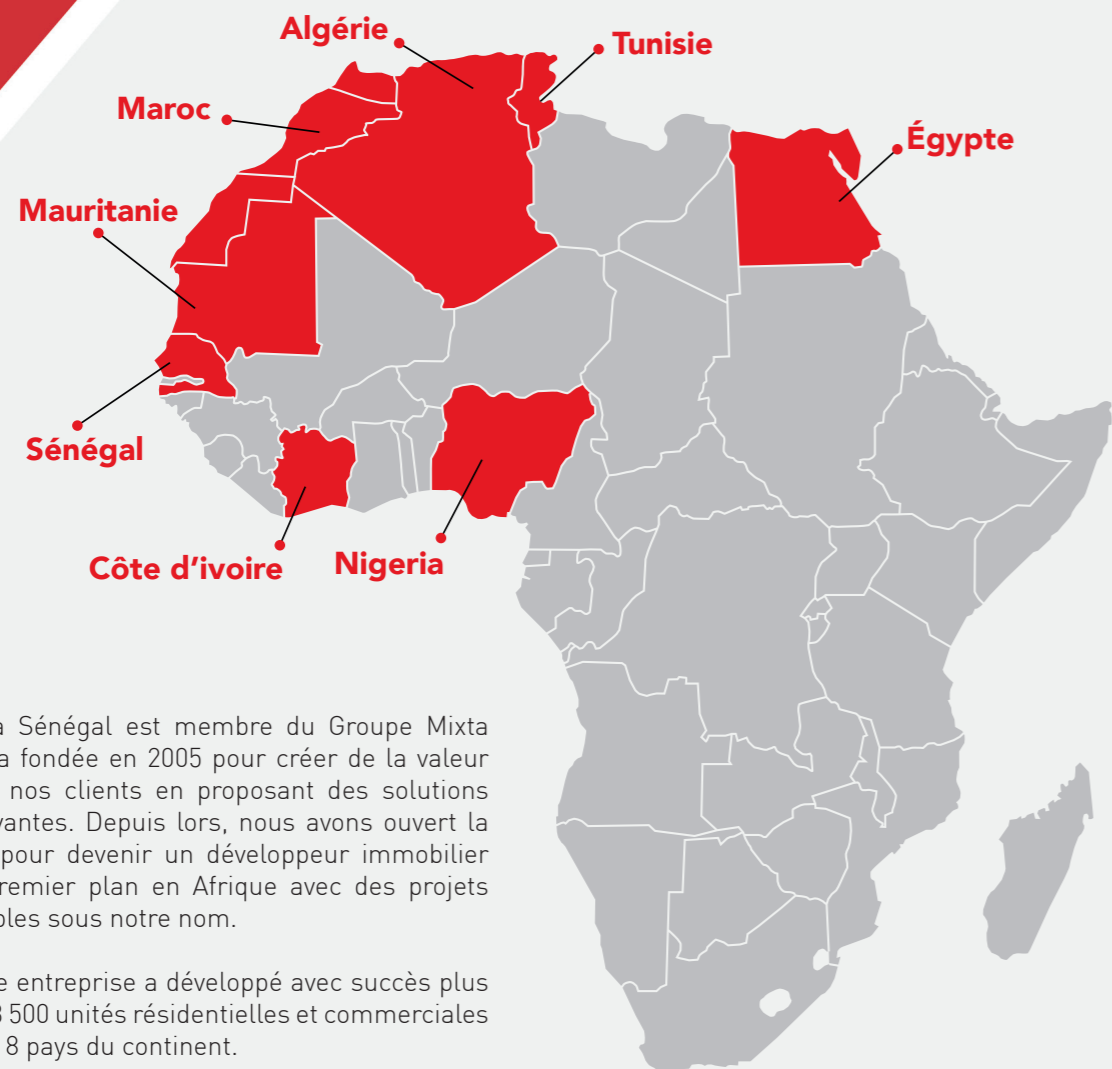 Algérie
Tunisie
Maroc
Égypte
Mauritanie
Sénégal
Côte d’ivoire
Nigeria
a Sénégal est membre du Groupe Mixta
a fondée en 2005 pour créer de la valeur
nos clients en proposant des solutions
vantes. Depuis lors, nous avons ouvert la
pour devenir un développeur immobilier
remier plan en Afrique avec des projets
bles sous notre nom.
e entreprise a développé avec succès plus
3 500 unités résidentielles et commerciales
8 pays du continent.